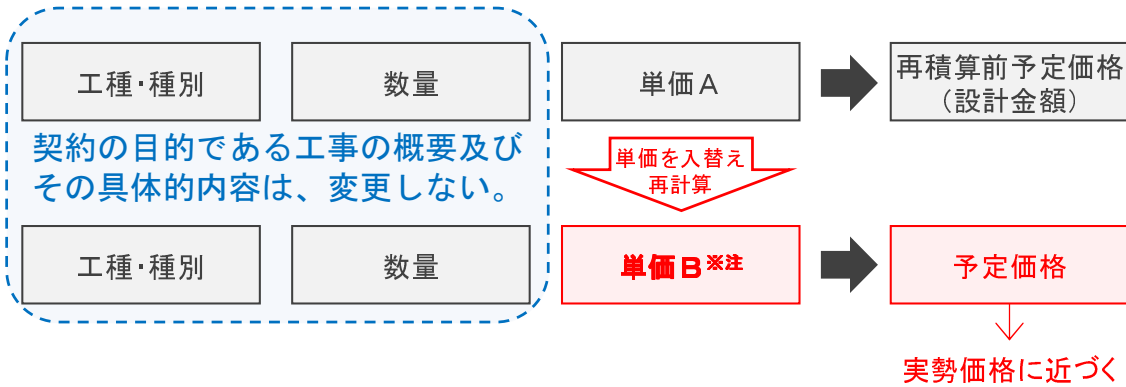 工種・種別
数量
単価A
再積算前予定価格
（設計金額）
契約の目的である工事の概要及び
その具体的内容は、変更しない。
単価を入替え
再計算
工種・種別
数量
単価B※注
予定価格
実勢価格に近づく